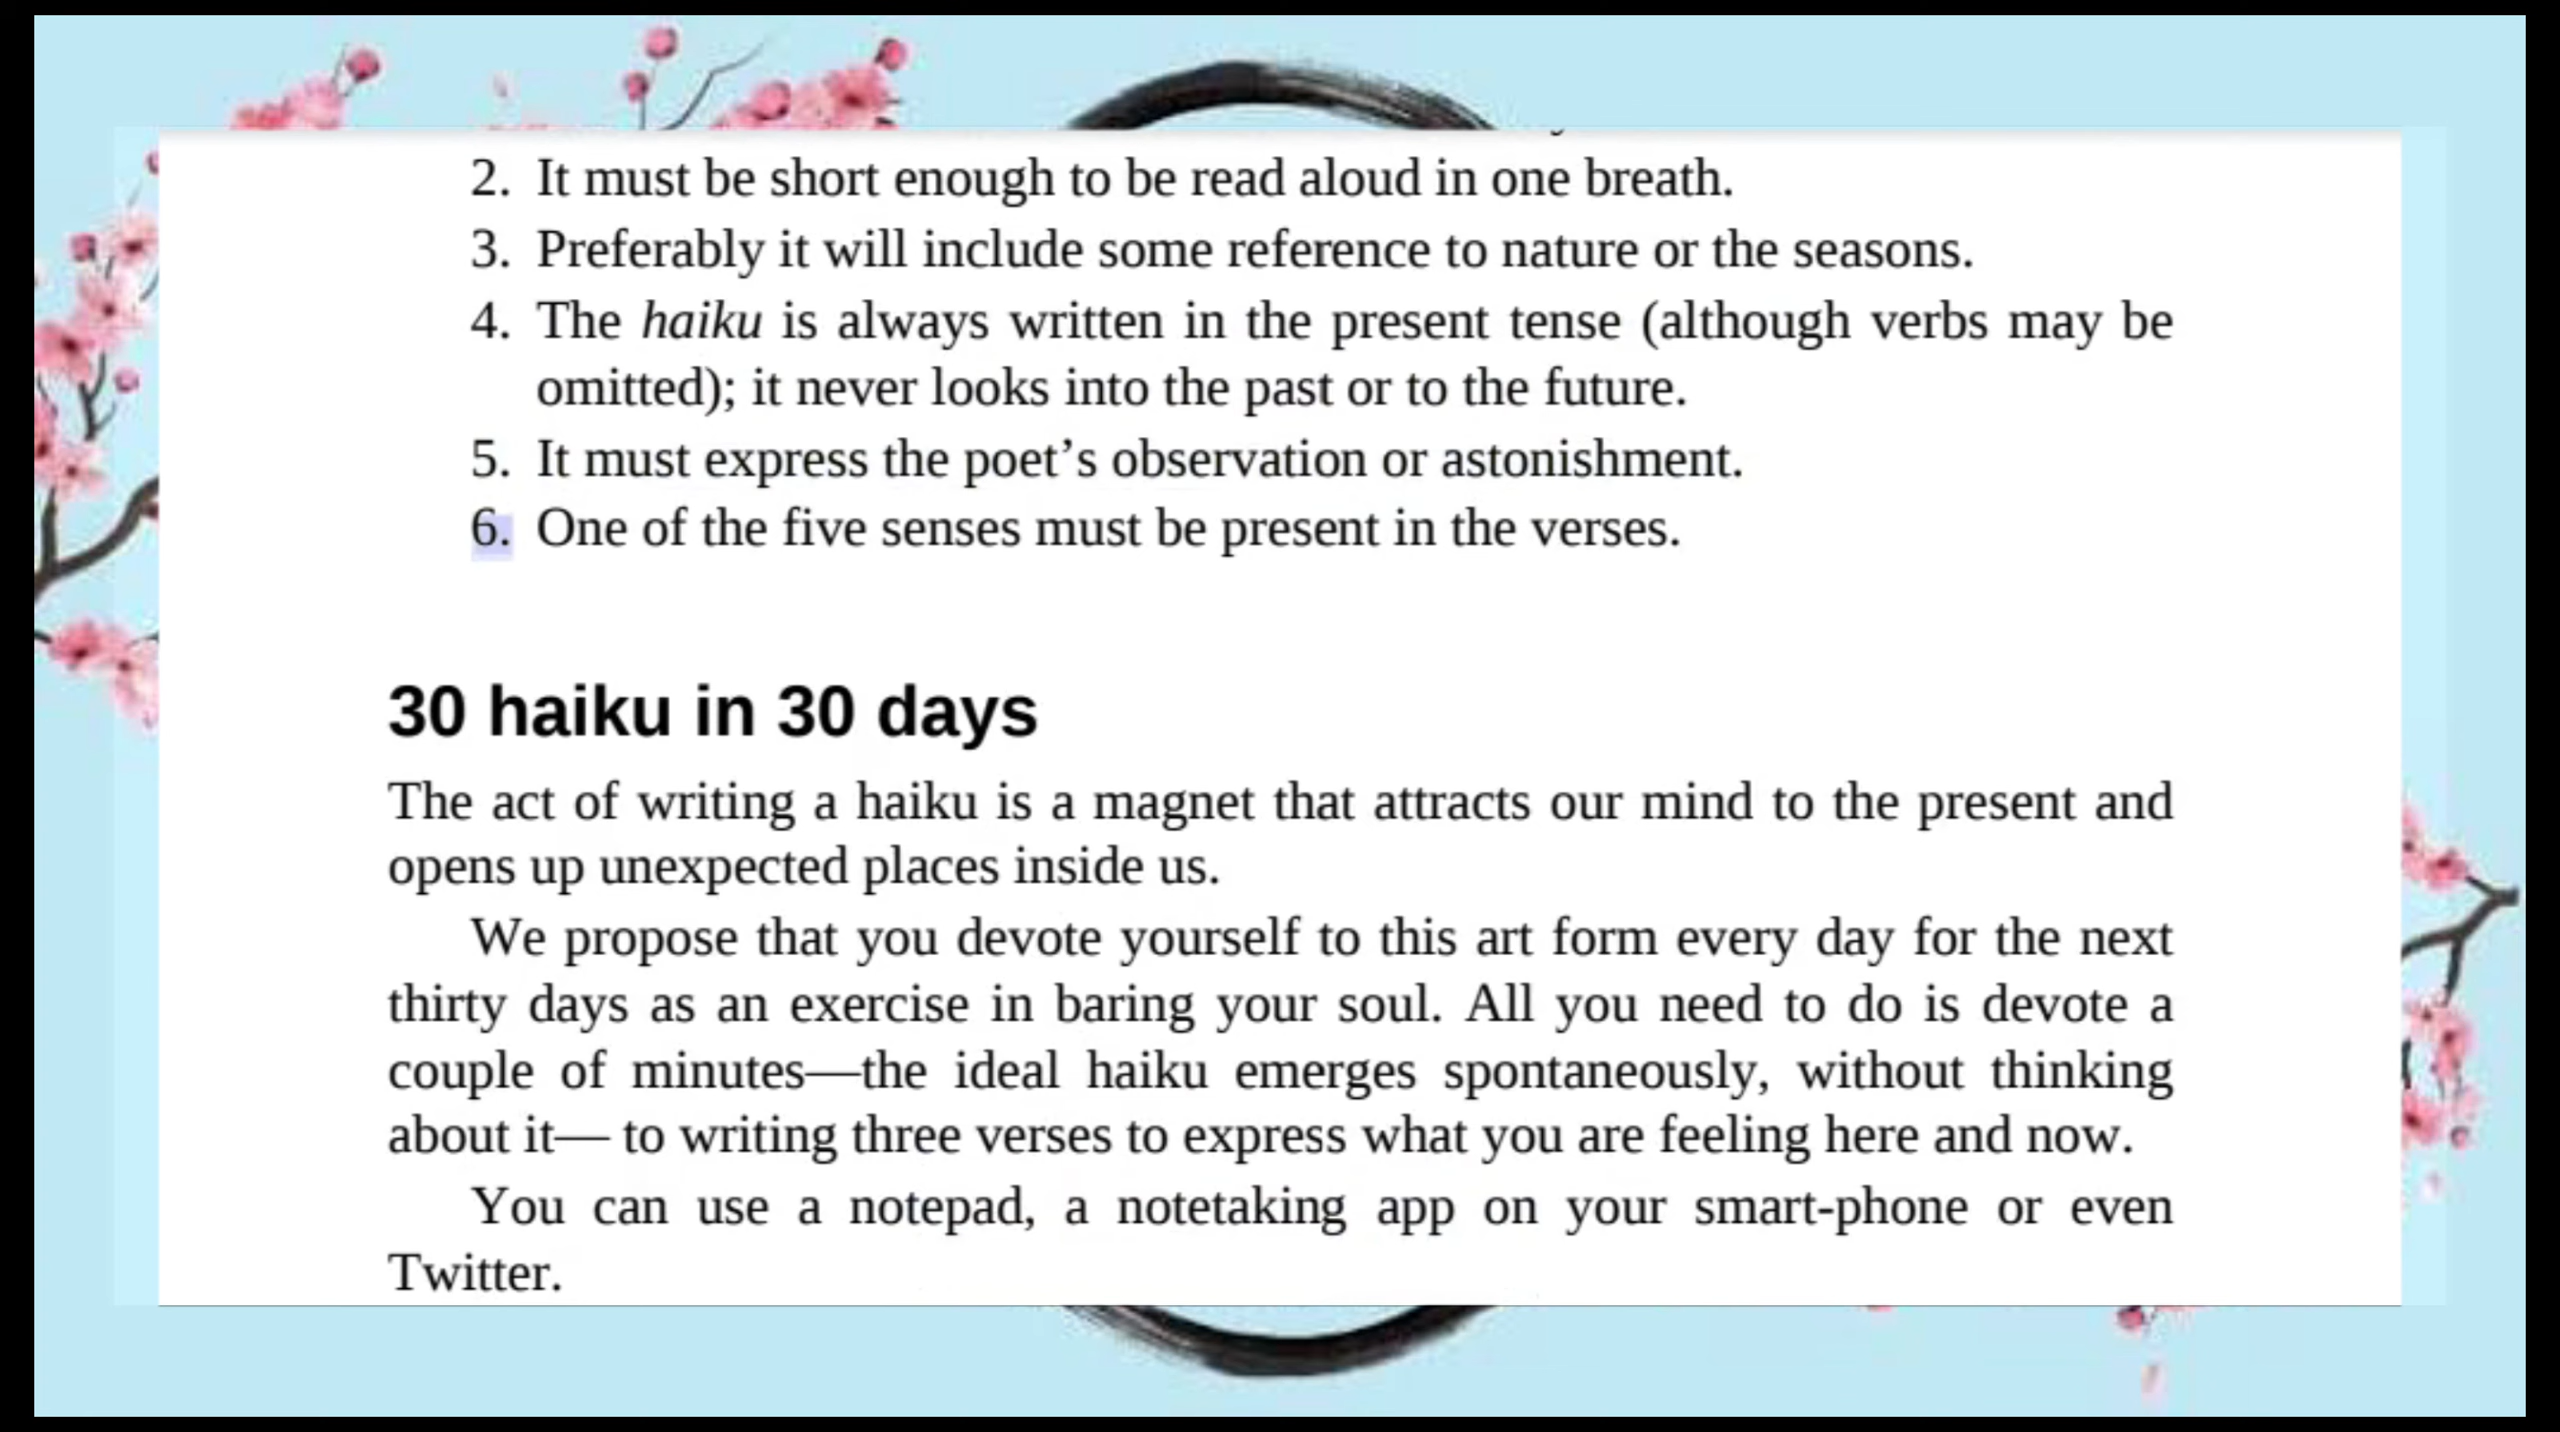 2. It must be short enough to be read aloud in one breath.
3. Preferably it will include some reference to nature or the seasons.
4. The haiku is always written in the present tense (although verbs may be
omitted); it never looks into the past or to the future.
5. It must express the poet’s observation or astonishment.
6. One of the five senses must be present in the verses.
30 haiku in 30 days
The act of writing a haiku is a magnet that attracts our mind to the present and
opens up unexpected places inside us.
We propose that you devote yourself to this art form every day for the next
thirty days as an exercise in baring your soul. All you need to do is devote a
couple of minutes—the ideal haiku emerges spontaneously, without thinking
about it— to writing three verses to express what you are feeling here and now.
You can use a notepad, a notetaking app on your smart-phone or even
Twitter.